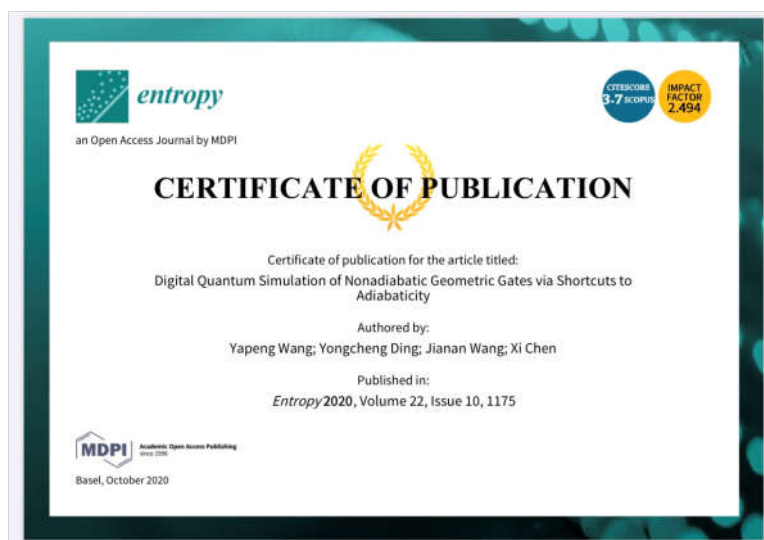 entropy
CITESCORE
3.7 SCOPUS
IMPACT
FACTOR
2.494
an Open Access Journal by MDPI
CERTIFICATE OF PUBLICATION
Certificate of publication for the article titled:
Digital Quantum Simulation of Nonadiabatic Geometric Gates via Shortcuts to
Adiabaticity
Authored by:
Yapeng Wang; Yongcheng Ding; Jianan Wang; Xi Chen
Published in:
Entropy 2020, Volume 22, Issue 10, 1175
MDPI
Academic Open Access Publishing
since 1996
Basel, October 2020